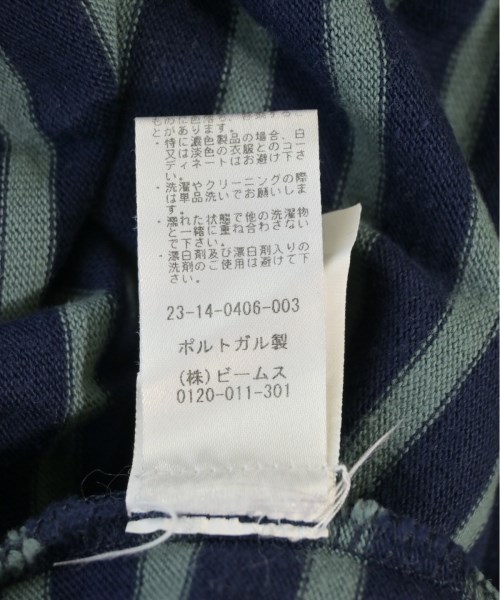 ものに色落ち
とがあります。
・特に濃色製品の場合、白
又は淡色の衣服とのコー
ディネートはお避け下さ
い。
・洗濯やクリーニングの際
は単品洗いでお願いしま
す。
・濡れた状態で他の洗濯物
と一緒に重ね合わさない
で下さい。
・漂白剤及び漂白剤入りの
洗剤のご使用は避けて下
さい。
23-14-0406-003
ポルトガル製
(株)ビームス
0120-011-301